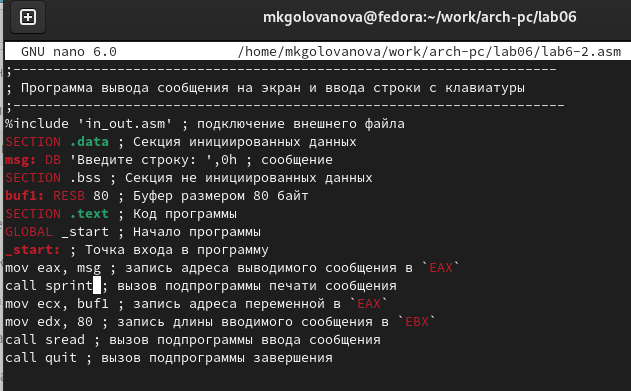 mkgolovanova@fedora:~/work/arch-pc/lab06
GNU nano 6.0 /home/mkgolovanova/work/arch-pc/lab06/lab6-2.asm
;------------------------------------------------------------------
; Программа вывода сообщения на экран и ввода строки с клавиатуры
;-------------------------------------------------------------------
%include 'in_out.asm' ; подключение внешнего файла
SECTION .data ; Секция инициированных данных
msg: DB 'Введите строку: ',0h ; сообщение
SECTION .bss ; Секция не инициированных данных
buf1: RESB 80 ; Буфер размером 80 байт
SECTION .text ; Код программы
GLOBAL _start ; Начало программы
_start: ; Точка входа в программу
mov eax, msg ; запись адреса выводимого сообщения в `EAX`
call sprint ; вызов подпрограммы печати сообщения
mov ecx, buf1 ; запись адреса переменной в `EAX`
mov edx, 80 ; запись длины вводимого сообщения в `EBX`
call sread ; вызов подпрограммы ввода сообщения
call quit ; вызов подпрограммы завершения